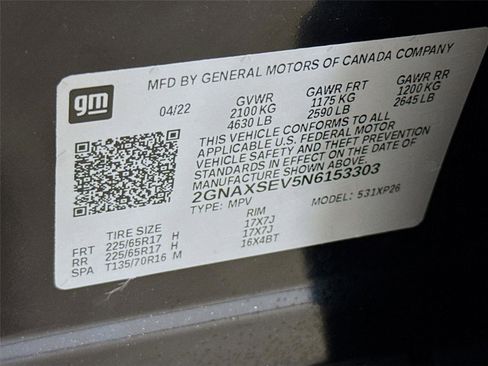 MFD BY GENERAL MOTORS OF CANADA COMPANY
gm
04/22
GVWR GAWR FRT GAWR RR
2100 KG 1175 KG 1200 KG
4630 LB 2590 LB 2645 LB
THIS VEHICLE CONFORMS TO ALL
APPLICABLE U.S. FEDERAL MOTOR
VEHICLE SAFETY AND THEFT PREVENTION
STANDARDS IN EFFECT ON THE DATE OF
MANUFACTURE SHOWN ABOVE.
2GNAXSEV5N6153303
TYPE: MPV MODEL: 531XP26
TIRE SIZE RIM
FRT 225/65R17 H 17X7J
RR 225/65R17 H 17X7J
SPA T135/70R16 M 16X4BT